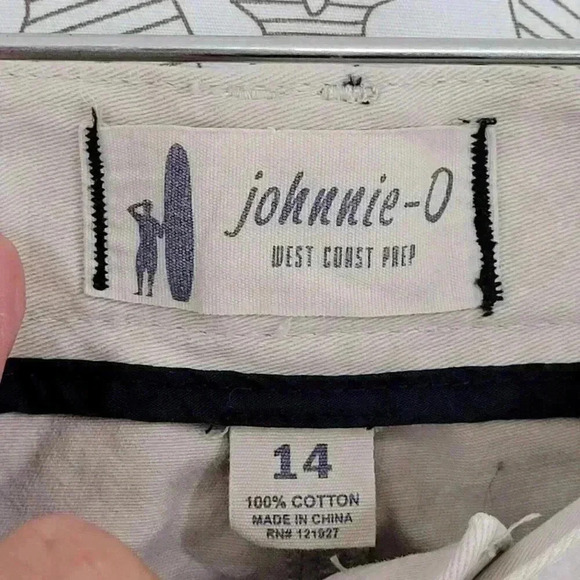 johnnie-O
WEST COAST PREP
14
100% COTTON
MADE IN CHINA
RN# 121927